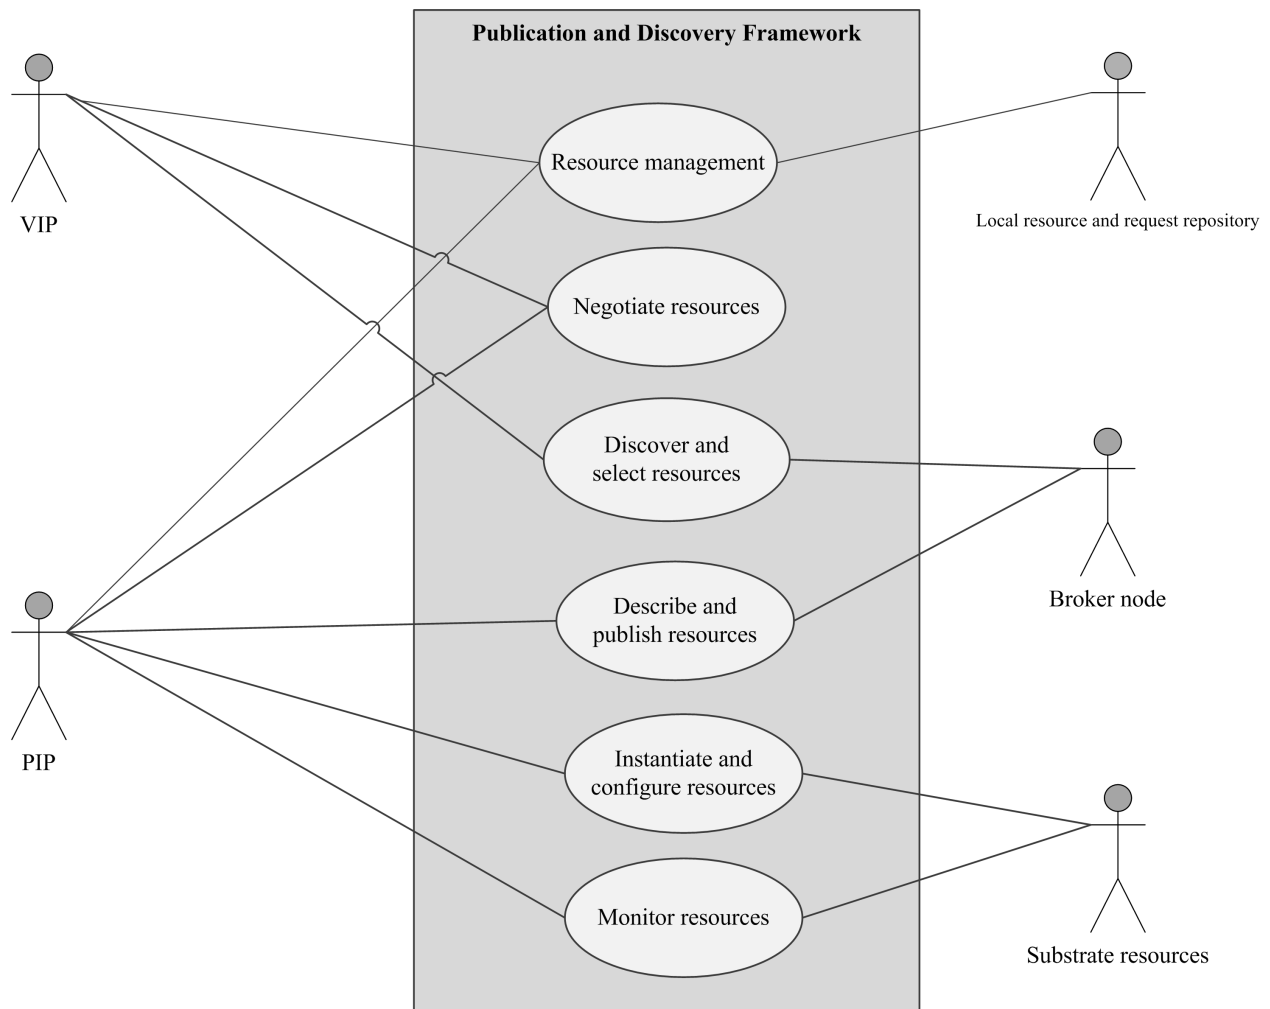 Publication and Discovery Framework
VIP
Resource management
Local resource and request repository
Negotiate resources
Discover and
select resources
Broker node
Describe and
publish resources
PIP
Instantiate and
configure resources
Monitor resources
Substrate resources